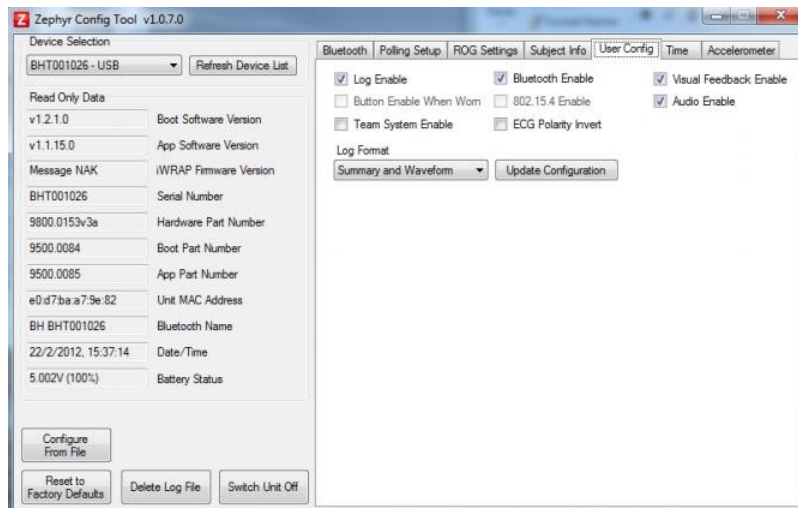 Zephyr Config Tool v1.0.7.0
Device Selection
BHT001026 - USB
Refresh Device List
Read Only Data
v1.2.1.0 Boot Software Version
v1.1.15.0 App Software Version
Message NAK iWRAP Firmware Version
BHT001026 Serial Number
9800.0153v3a Hardware Part Number
9500.0084 Boot Part Number
9500.0085 App Part Number
e0:d7:ba:a7:9e:82 Unit MAC Address
BH BHT001026 Bluetooth Name
22/2/2012, 15:37:14 Date/Time
5.002V (100%) Battery Status
Configure
From File
Reset to
Factory Defaults
Delete Log File
Switch Unit Off
Bluetooth Polling Setup ROG Settings Subject Info User Config Time Accelerometer
Log Enable Bluetooth Enable Visual Feedback Enable
Button Enable When Worn 802.15.4 Enable Audio Enable
Team System Enable ECG Polarity Invert
Log Format
Summary and Waveform Update Configuration